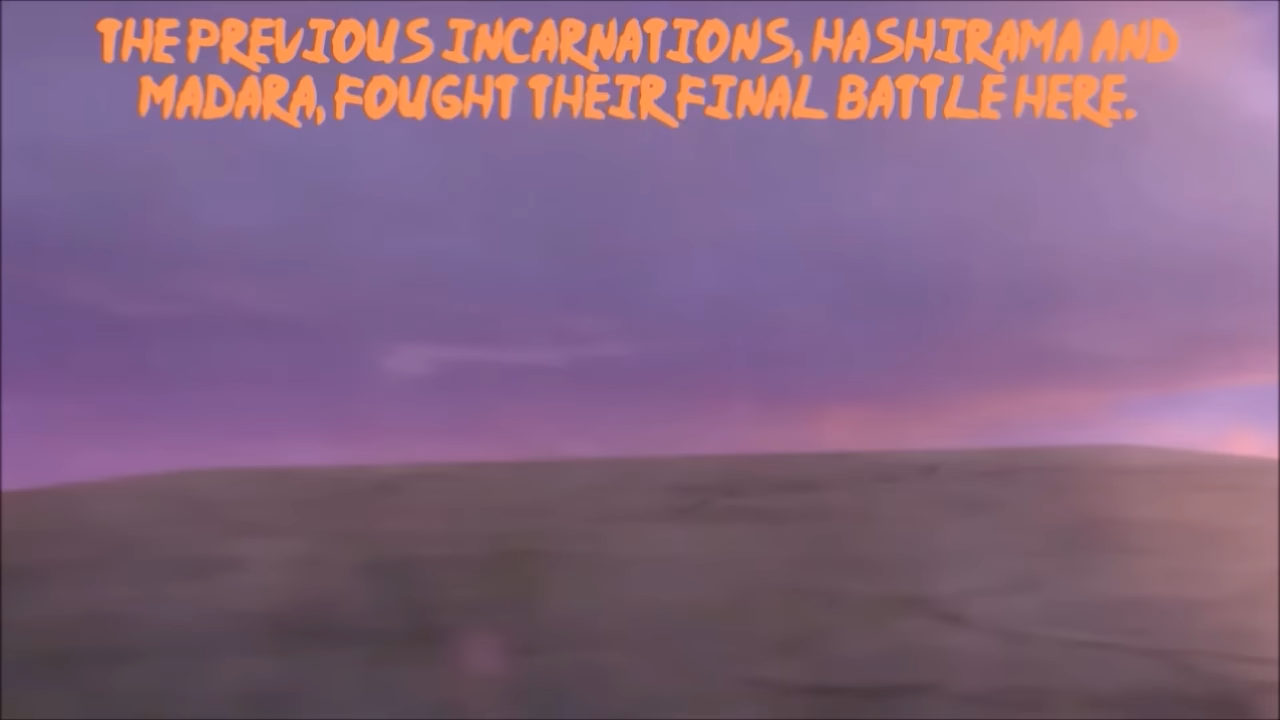 THE PREVIOUS INCARNATIONS, HASHIRAMA AND
MADARA, FOUGHT THEIR FINAL BATTLE HERE.